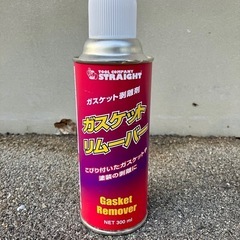 TOOL COMPANY
STRAIGHT
ガスケット剥離剤
ガスケット
リムーバー
こびり付いたガスケットや
塗装の剥離に
Gasket
Remover
NET 300 ml